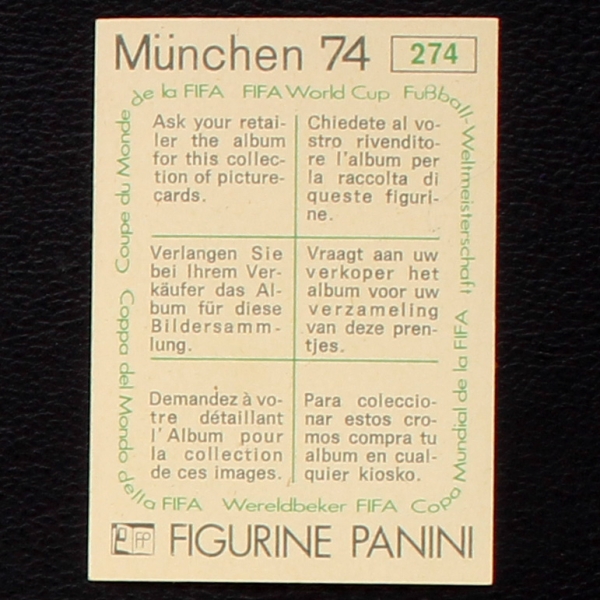 München 74 274
Coupe du Monde de la FIFA
FIFA World Cup
Fußball-Weltmeisterschaft
Ask your retai-
ler the album
for this collec-
tion of picture-
cards.
Chiedete al vo-
stro rivendito-
re l'album per
la raccolta di
queste figuri-
ne.
Verlangen Sie
bei Ihrem Ver-
käufer das Al-
bum für diese
Bildersamm-
lung.
Vraagt aan uw
verkoper het
album voor uw
verzameling
van deze pren-
tjes.
Demandez à vo-
tre détaillant
l'Album pour
la collection
de ces images.
Para coleccio-
nar estos cro-
mos compra tu
album en cual-
quier kiosko.
Coppa del Mondo della FIFA
Wereldbeker FIFA
Copa Mundial de la FIFA
FP FIGURINE PANINI